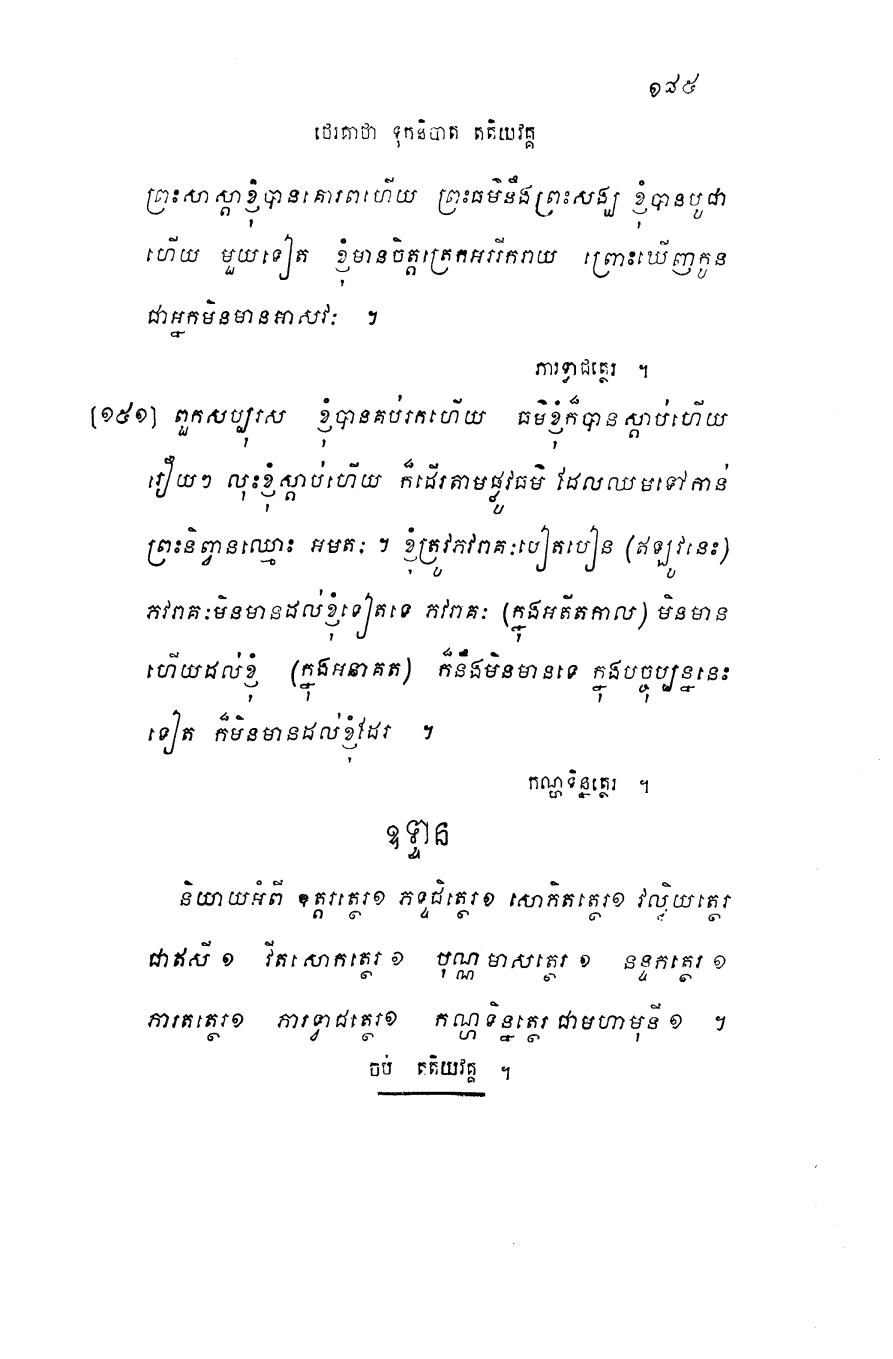 ១៨៥
ថេរគាថា ទុកនិបាត តតិយវគ្គ
ព្រះសាស្តាខ្ញុំបានគោរពហើយ ព្រះធម៌នឹងព្រះសង្ឃ ខ្ញុំបានបូជា
ហើយ មួយទៀត ខ្ញុំមានចិត្តត្រេកអររីករាយ ព្រោះឃើញកូន
ជាអ្នកមិនមានអាសវៈ ។
ភារទ្វាជត្ថេរ ។
[១៥១] ពួកសប្បុរស ខ្ញុំបានគប់រកហើយ ធម៌ខ្ញុំក៏បានស្តាប់ហើយ
រឿយៗ លុះខ្ញុំស្តាប់ហើយ ក៏ដើរតាមផ្លូវធម៌ ដែលឈមទៅកាន់
ព្រះនិព្វានឈ្មោះ អមតៈ ។ ខ្ញុំត្រូវភវរាគៈបៀតបៀន (ឥឡូវនេះ)
ភវរាគៈមិនមានដល់ខ្ញុំទៀតទេ ភវរាគៈ (ក្នុងអតីតកាល) មិនមាន
ហើយដល់ខ្ញុំ (ក្នុងអនាគត) ក៏នឹងមិនមានទេ ក្នុងបច្ចុប្បន្ននេះ
ទៀត ក៏មិនមានដល់ខ្ញុំដែរ ។
កណ្ហទិន្នត្ថេរ ។
ឧទ្ទាន
និយាយអំពី ឧត្តរត្ថេរ១ ភទ្ទជិត្ថេរ១ សោភិតត្ថេរ១ វល្លិយត្ថេរ
ជាឥសី ១ វីតសោកត្ថេរ ១ បុណ្ណមាសត្ថេរ ១ នន្ទកត្ថេរ ១
ភារតត្ថេរ១ ភារទ្វាជត្ថេរ១ កណ្ហទិន្នត្ថេរ ជាមហាមុនី ១ ។
ចប់ តតិយវគ្គ ។